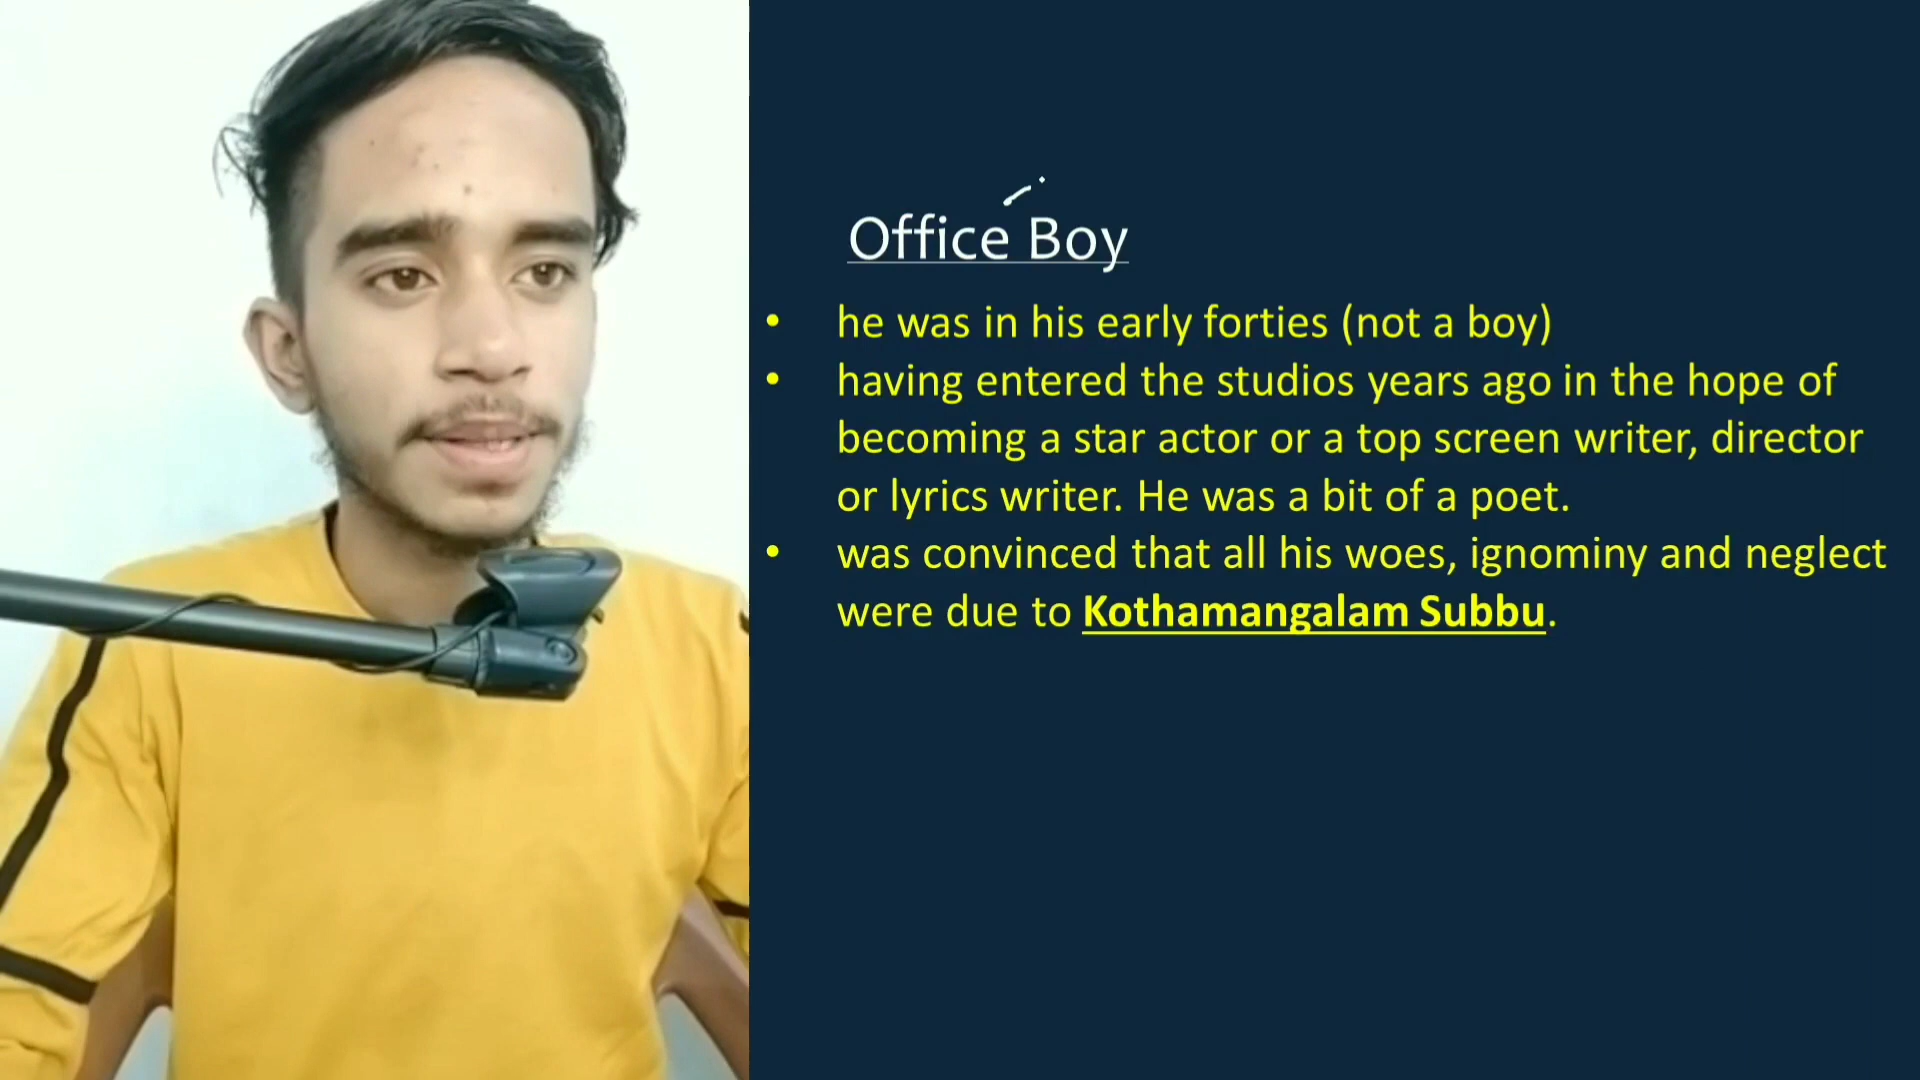 Office Boy
• he was in his early forties (not a boy)
• having entered the studios years ago in the hope of
becoming a star actor or a top screen writer, director
or lyrics writer. He was a bit of a poet.
• was convinced that all his woes, ignominy and neglect
were due to Kothamangalam Subbu.